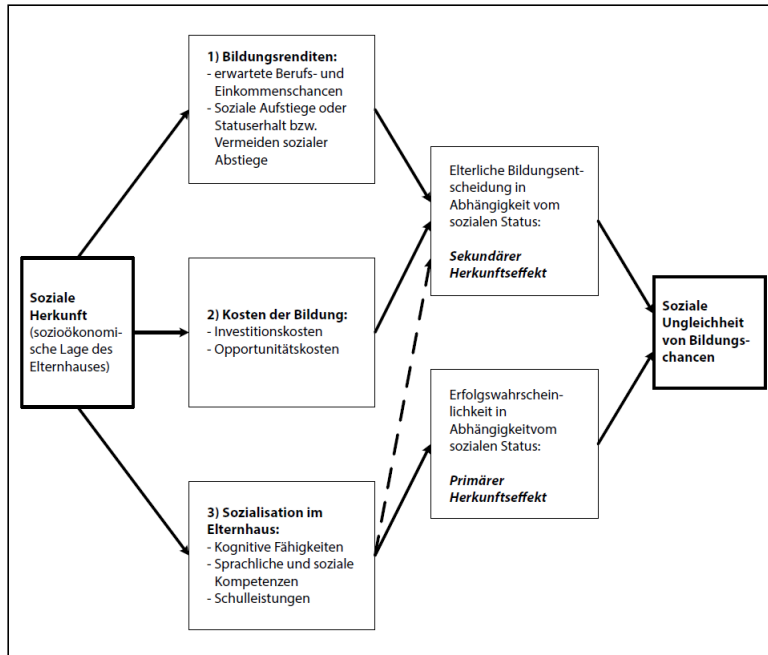 Soziale
Herkunft
(sozioökonomi-
sche Lage des
Elternhauses)
1) Bildungsrenditen:
- erwartete Berufs- und
Einkommenschancen
- Soziale Aufstiege oder
Statuserhalt bzw.
Vermeiden sozialer
Abstiege
2) Kosten der Bildung:
- Investitionskosten
- Opportunitätskosten
3) Sozialisation im
Elternhaus:
- Kognitive Fähigkeiten
- Sprachliche und soziale
Kompetenzen
- Schulleistungen
Elterliche Bildungsent-
scheidung in
Abhängigkeit vom
sozialen Status:
Sekundärer
Herkunftseffekt
Erfolgswahrschein-
lichkeit in
Abhängigkeitvom
sozialen Status:
Primärer
Herkunftseffekt
Soziale
Ungleichheit
von Bildungs-
chancen